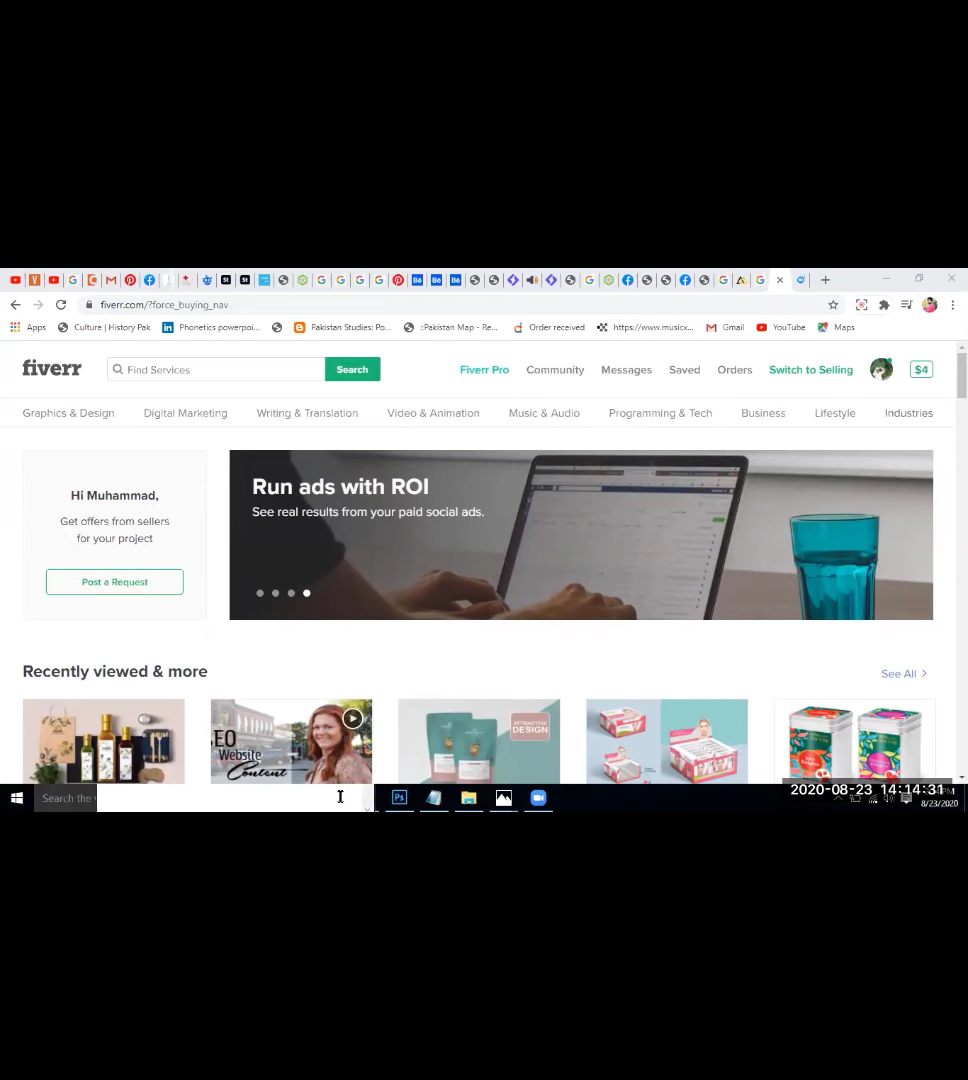 fiverr.com/?force_buying_nav
Apps Culture | History Pak Phonetics powerpoi... Pakistan Studies: Po... ::Pakistan Map - Re... Order received https://www.musicx... Gmail YouTube Maps
fiverr Find Services Search Fiverr Pro Community Messages Saved Orders Switch to Selling $4
Graphics & Design Digital Marketing Writing & Translation Video & Animation Music & Audio Programming & Tech Business Lifestyle Industries
Hi Muhammad,
Get offers from sellers
for your project
Post a Request
Run ads with ROI
See real results from your paid social ads.
Recently viewed & more See All
SEO
Website
Content
ATTRACTIVE
DESIGN
Search the
2020-08-23 14:14:31
8/23/2020